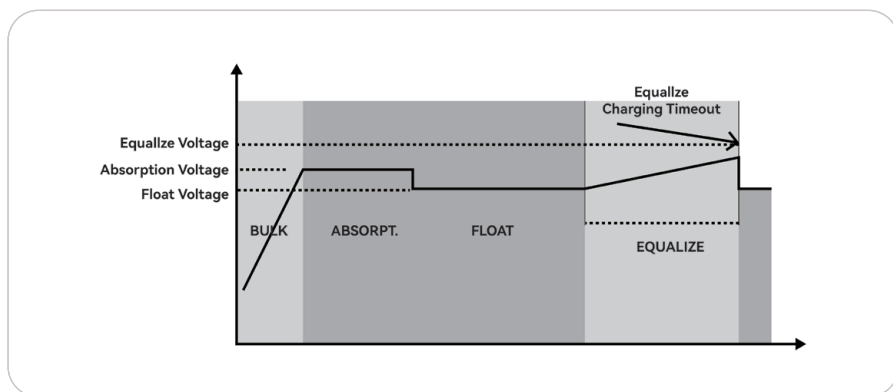 Equallze
Charging Timeout
Equallze Voltage
Absorption Voltage
Float Voltage
BULK
ABSORPT.
FLOAT
EQUALIZE